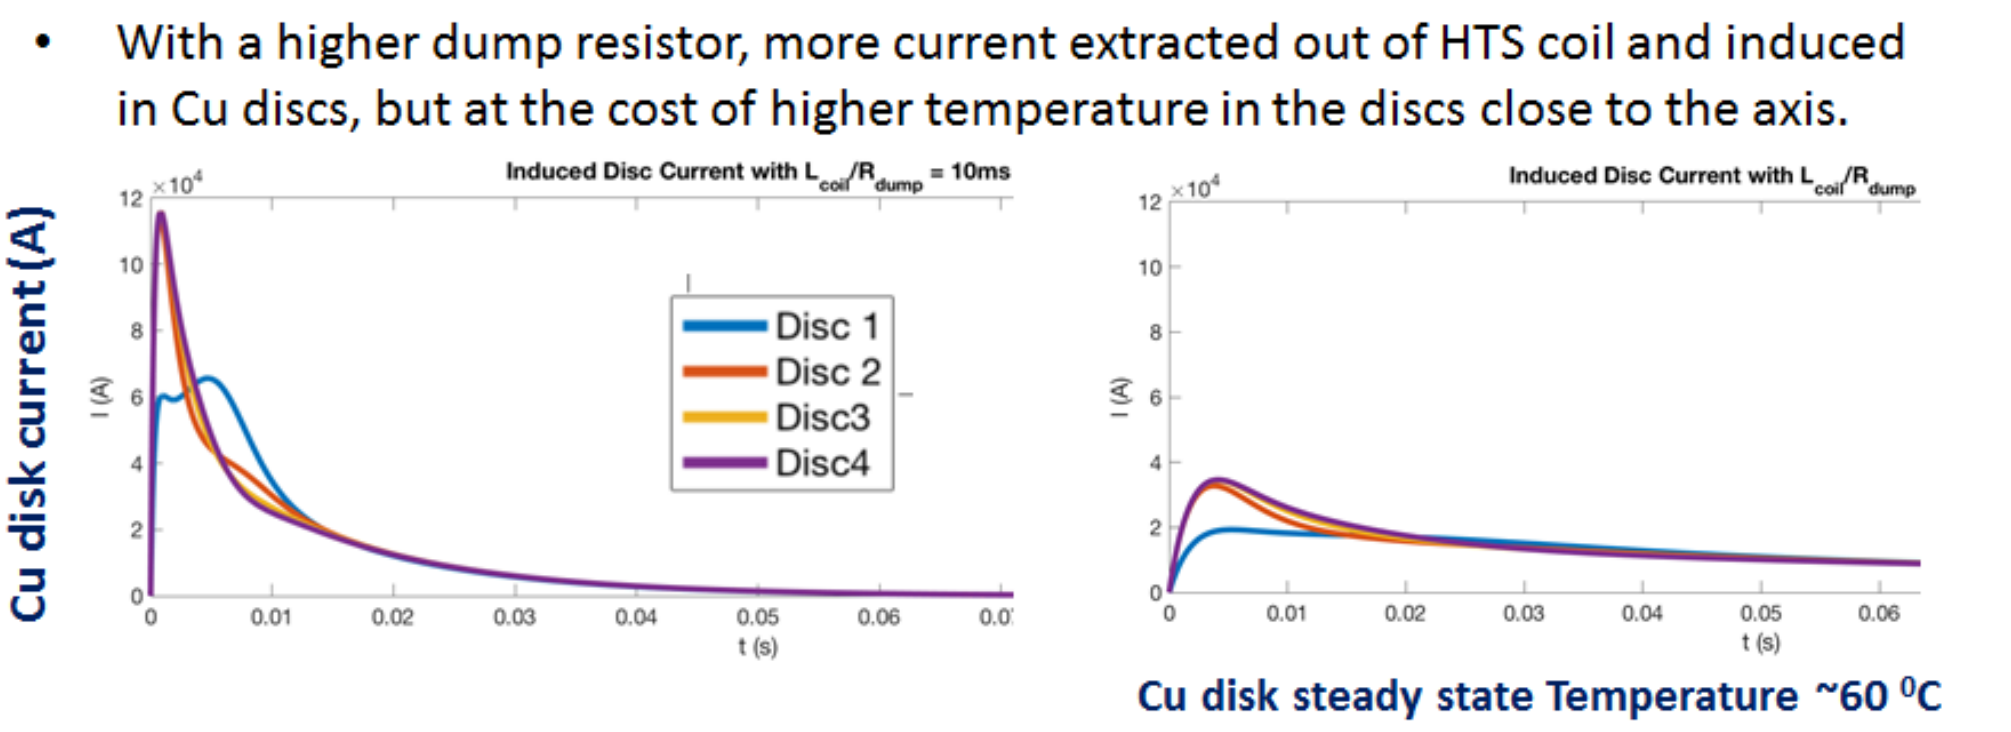 • With a higher dump resistor, more current extracted out of HTS coil and induced
in Cu discs, but at the cost of higher temperature in the discs close to the axis.
Induced Disc Current with Lcoil/Rdump = 10ms
×10⁴
12
10
8
6
4
2
0
0 0.01 0.02 0.03 0.04 0.05 0.06 0.0
t (s)
I (A)
Cu disk current (A)
Disc 1
Disc 2
Disc3
Disc4
Induced Disc Current with Lcoil/Rdump
×10⁴
12
10
8
6
4
2
0
0 0.01 0.02 0.03 0.04 0.05 0.06
t (s)
I (A)
Cu disk steady state Temperature ~60 ⁰C